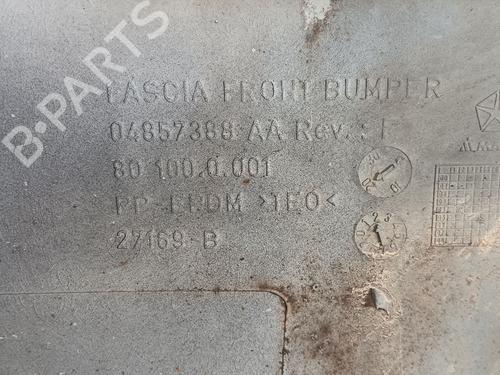 B-PARTS
FASCIA FRONT BUMPER
04857388 AA Rev. : F
80 100.0.001
PP-EPDM >TEO<
27169-B